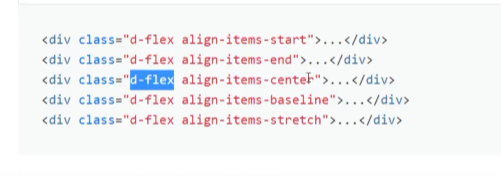 <div class="d-flex align-items-start">...</div>
<div class="d-flex align-items-end">...</div>
<div class="d-flex align-items-center">...</div>
<div class="d-flex align-items-baseline">...</div>
<div class="d-flex align-items-stretch">...</div>